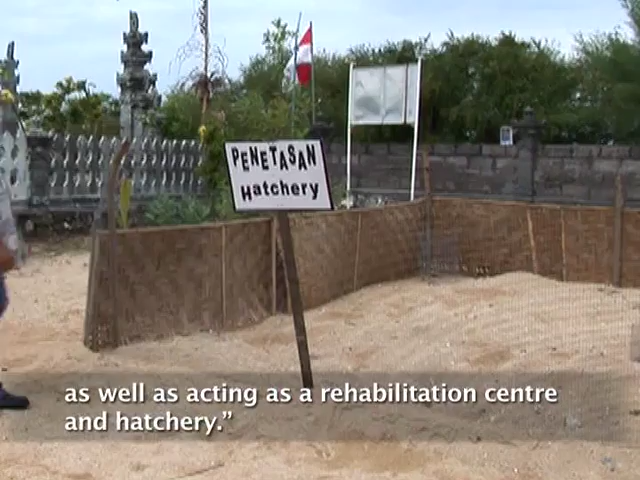 PENETASAN
Hatchery
as well as acting as a rehabilitation centre
and hatchery.”